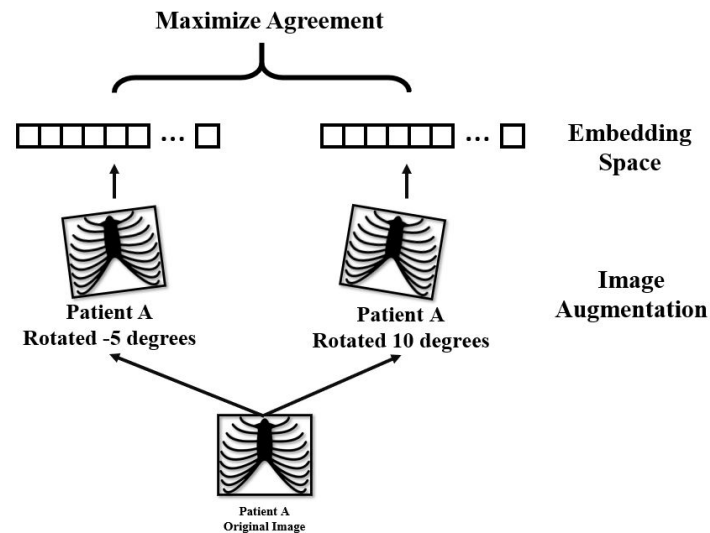 Maximize Agreement
...
...
Embedding
Space
Image
Augmentation
Patient A
Rotated -5 degrees
Patient A
Rotated 10 degrees
Patient A
Original Image